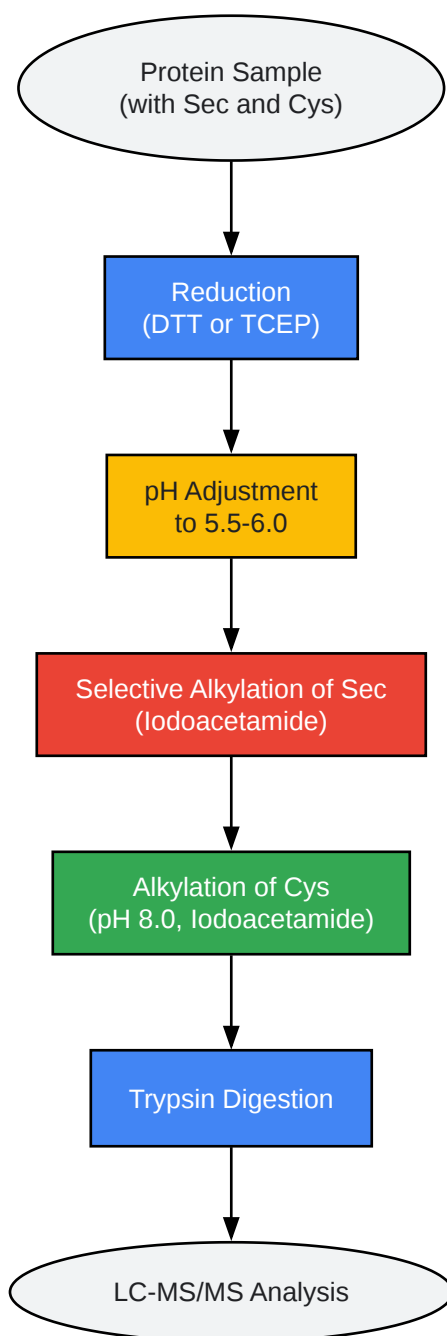 Protein Sample
(with Sec and Cys)
Reduction
(DTT or TCEP)
pH Adjustment
to 5.5-6.0
Selective Alkylation of Sec
(Iodoacetamide)
Alkylation of Cys
(pH 8.0, Iodoacetamide)
Trypsin Digestion
LC-MS/MS Analysis